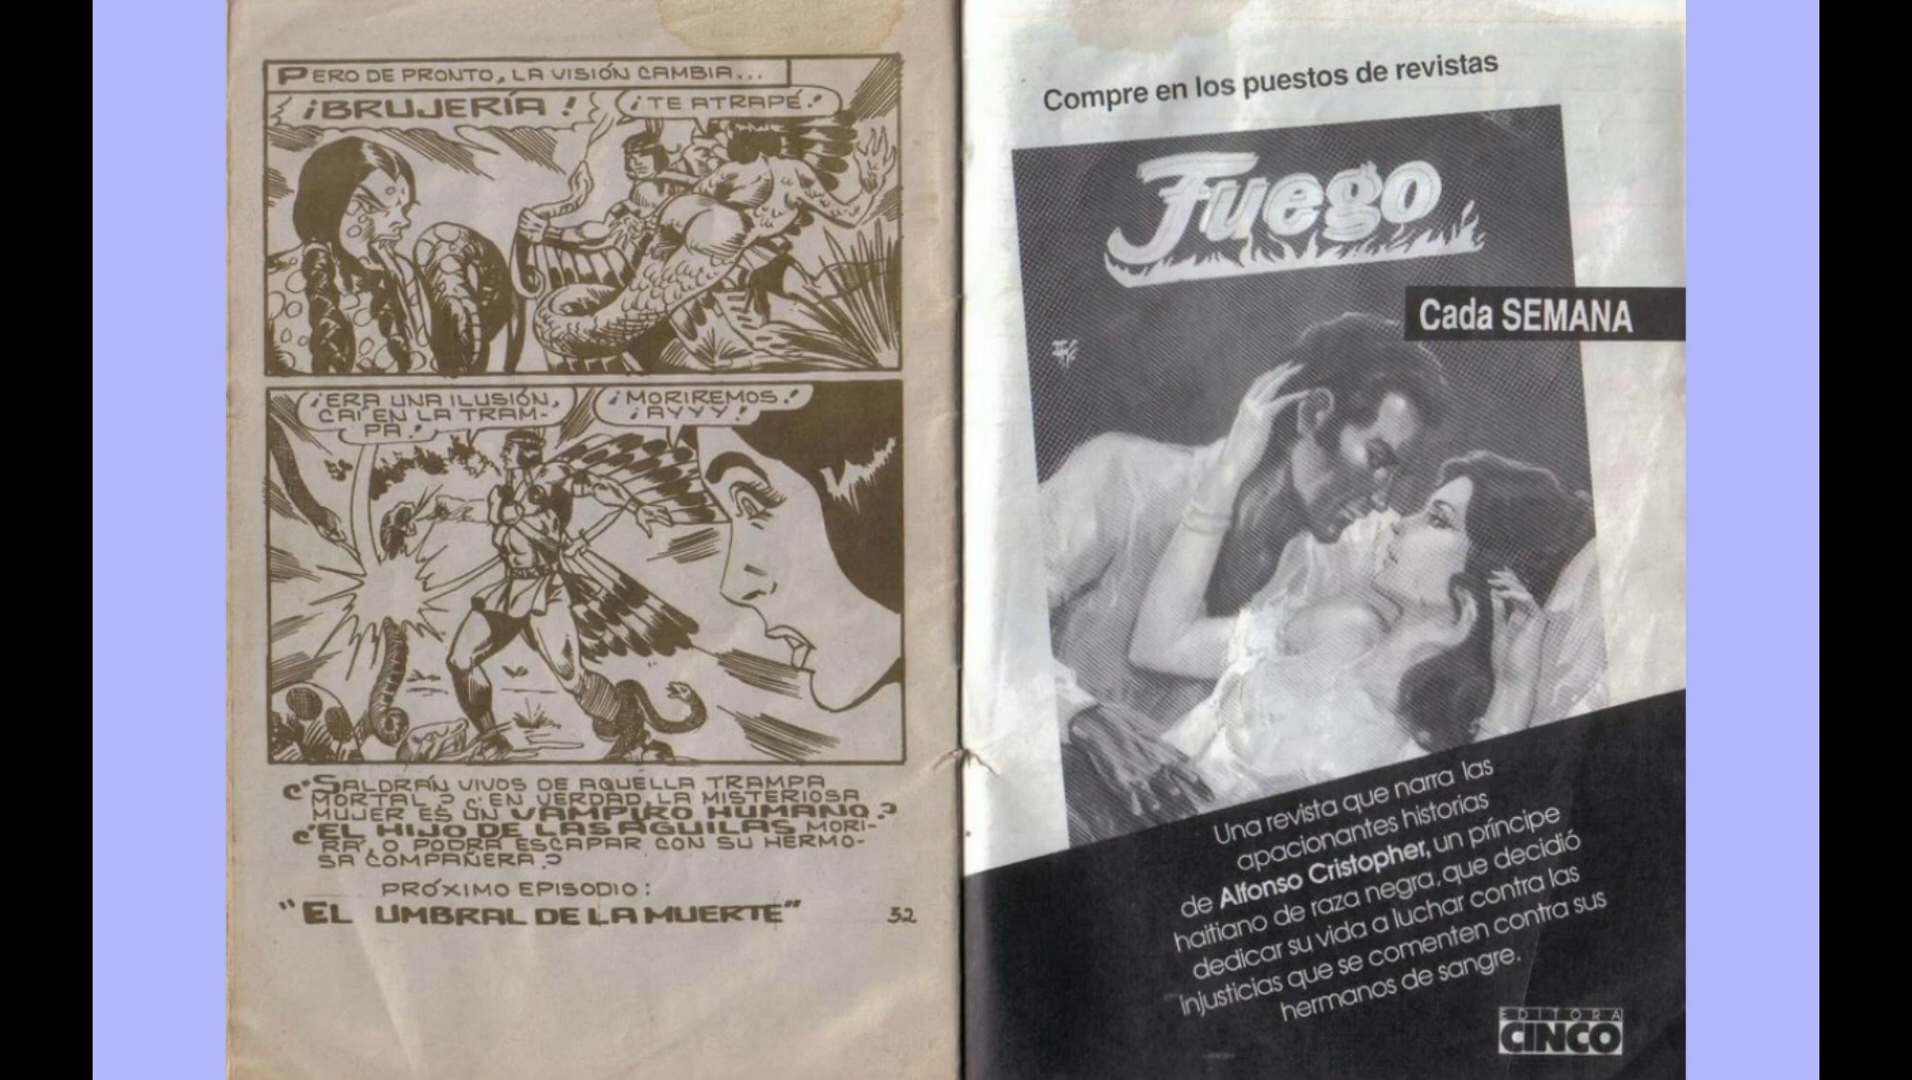 PERO DE PRONTO, LA VISIÓN CAMBIA...
¡BRUJERÍA!
¡TE ATRAPÉ!
¡ERA UNA ILUSIÓN,
CAÍ EN LA TRAM-
PA!
¡MORIREMOS!
¡AYYY!
¿SALDRÁN VIVOS DE AQUELLA TRAMPA
MORTAL? ¿EN VERDAD, LA MISTERIOSA
MUJER ES UN VAMPIRO HUMANO?
¿EL HIJO DE LAS AGUILAS MORI-
RÁ, O PODRÁ ESCAPAR CON SU HERMO-
SA COMPAÑERA?
PRÓXIMO EPISODIO:
"EL UMBRAL DE LA MUERTE"
32
Compre en los puestos de revistas
Fuego
Cada SEMANA
Una revista que narra las
apacionantes historias
de Alfonso Cristopher, un príncipe
haitiano de raza negra, que decidió
dedicar su vida a luchar contra las
injusticias que se comenten contra sus
hermanos de sangre.
EDITORA
CINCO